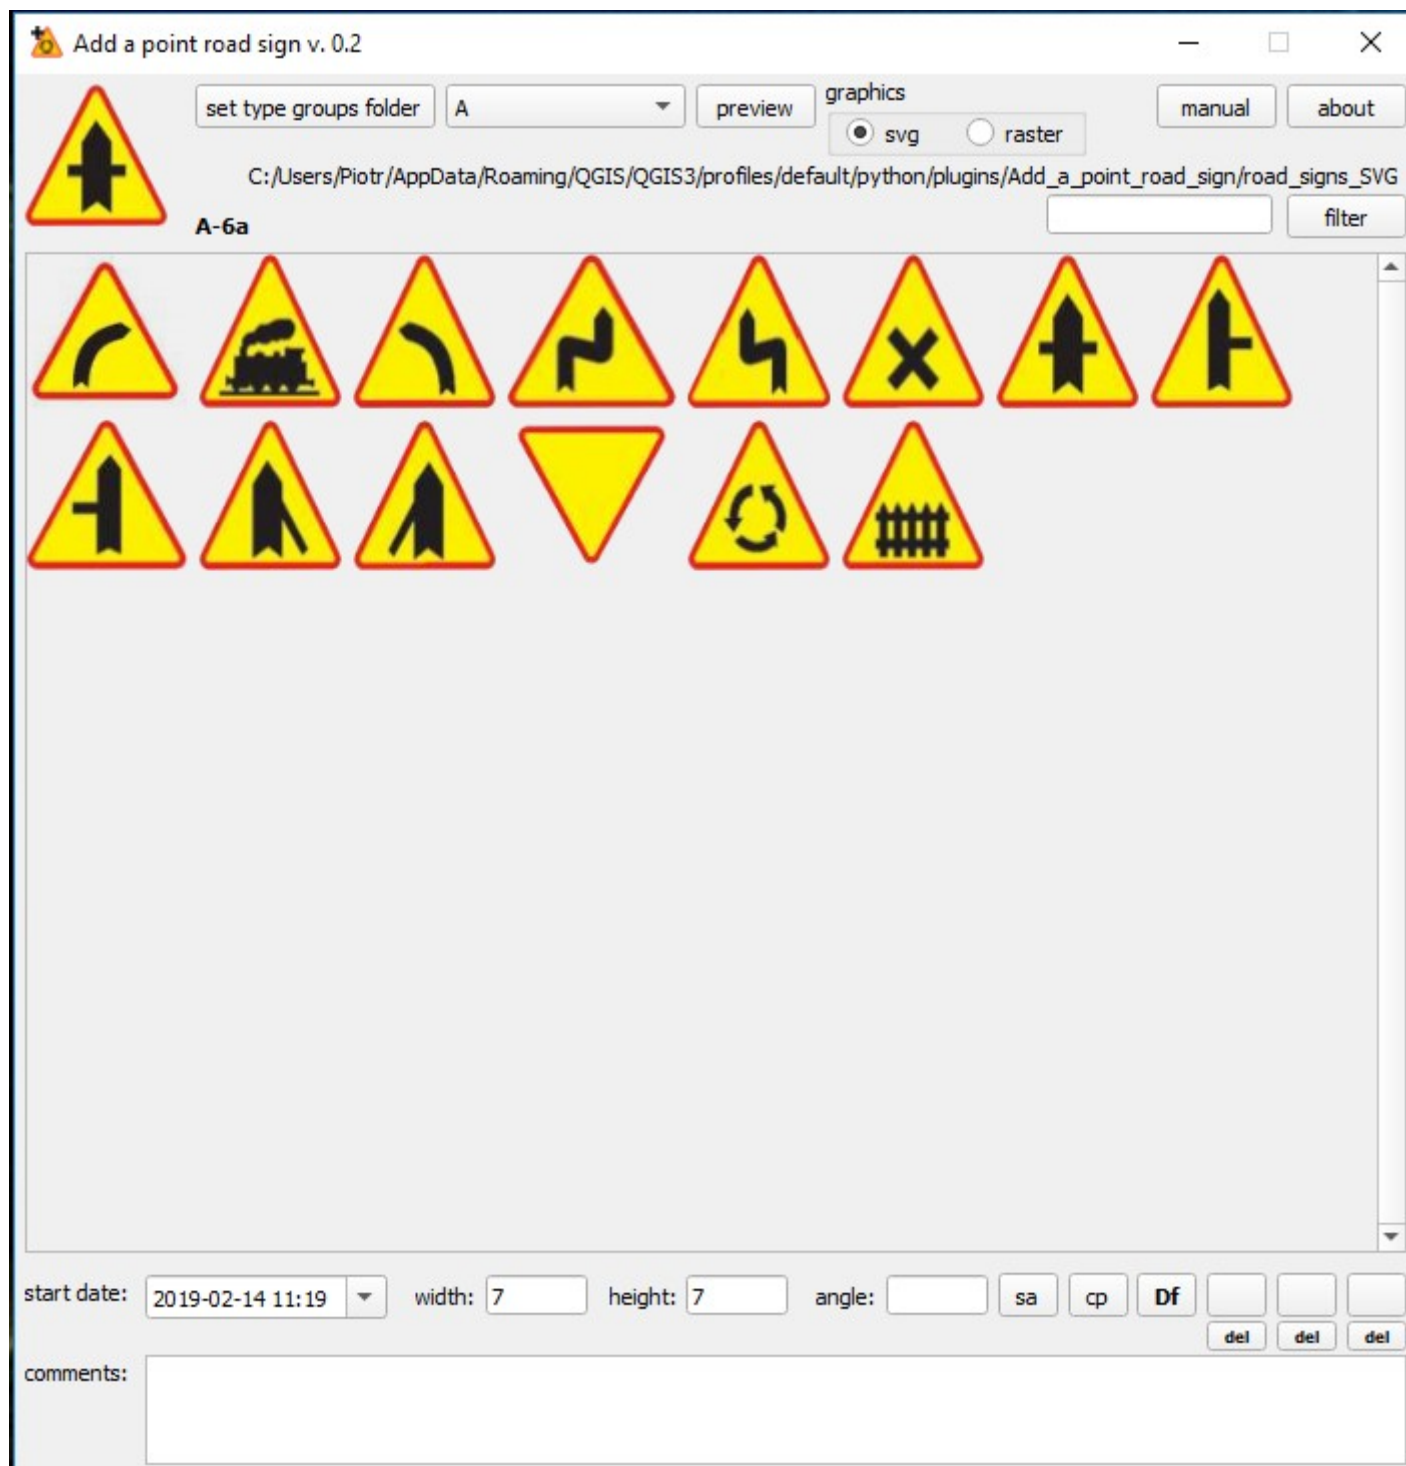 Add a point road sign v. 0.2
set type groups folder A preview graphics manual about
svg raster
C:/Users/Piotr/AppData/Roaming/QGIS/QGIS3/profiles/default/python/plugins/Add_a_point_road_sign/road_signs_SVG
A-6a filter
start date: 2019-02-14 11:19 width: 7 height: 7 angle: sa cp Df
del del del
comments: